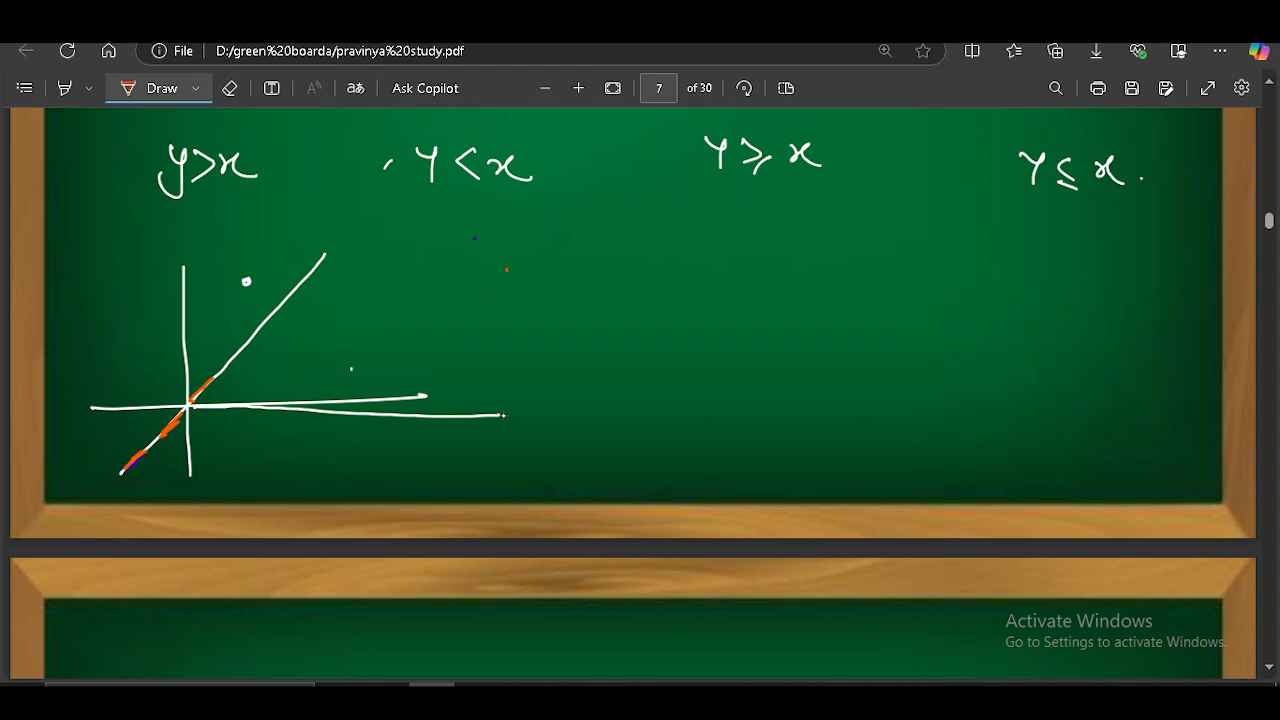 File D:/green%20boarda/pravinya%20study.pdf
Draw Ask Copilot 7 of 30
y>x , Y<x Y⩾x Y≤x.
Activate Windows
Go to Settings to activate Windows.